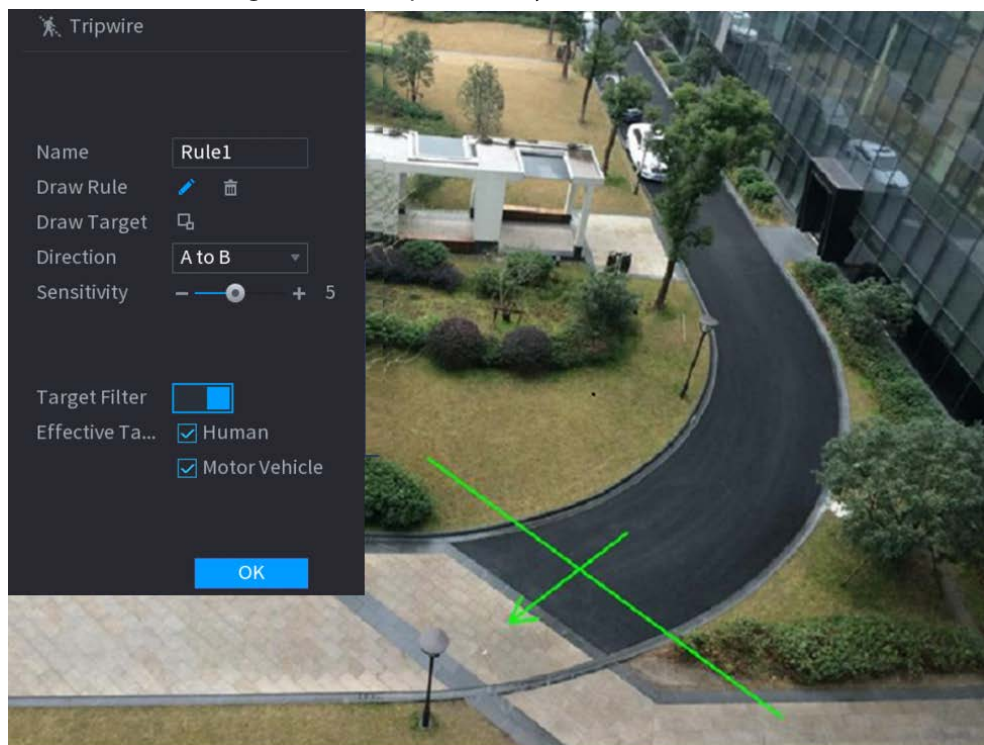 Tripwire
Name Rule1
Draw Rule
Draw Target
Direction A to B
Sensitivity - + 5
Target Filter
Effective Ta... Human
Motor Vehicle
OK